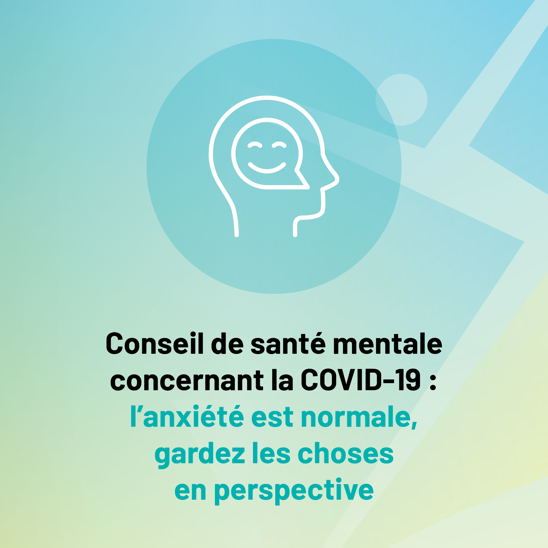 Conseil de santé mentale
concernant la COVID-19 :
l’anxiété est normale,
gardez les choses
en perspective